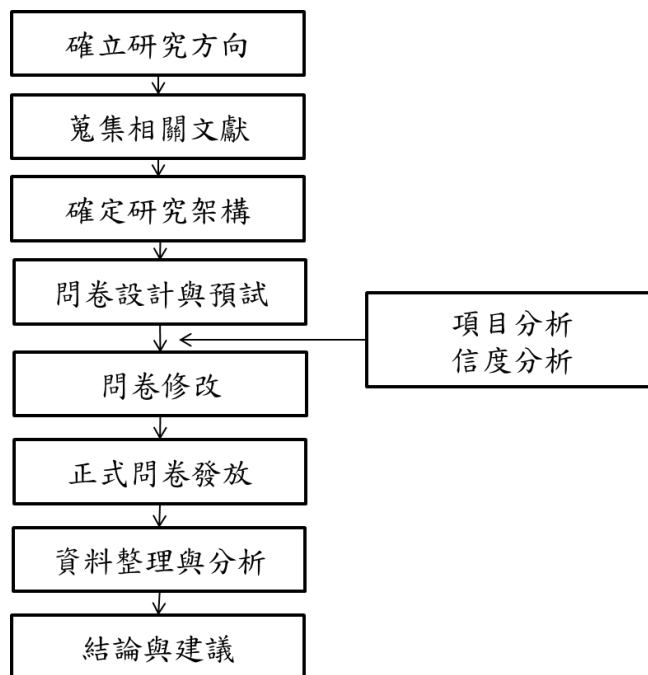 確立研究方向
蒐集相關文獻
確定研究架構
問卷設計與預試
項目分析
信度分析
問卷修改
正式問卷發放
資料整理與分析
結論與建議